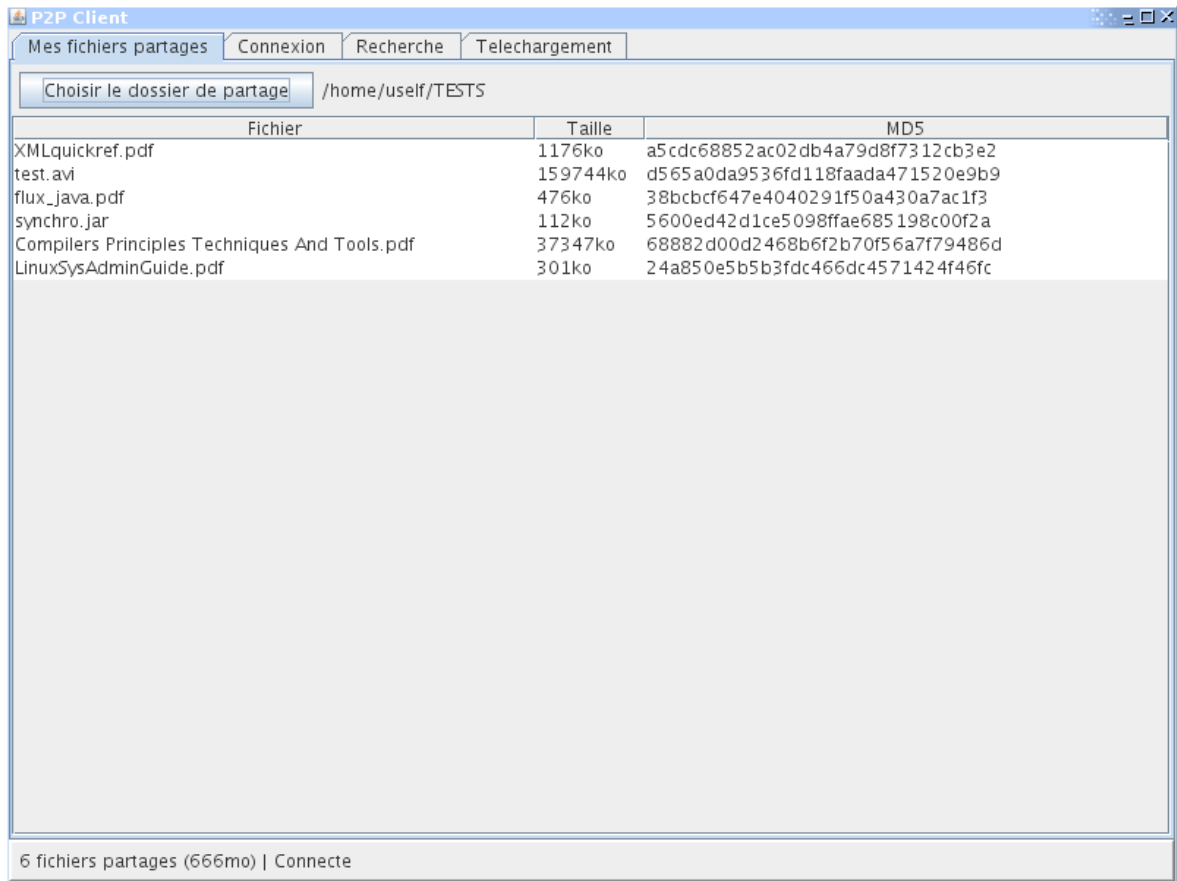 P2P Client
Mes fichiers partages Connexion Recherche Telechargement
Choisir le dossier de partage /home/uself/TESTS
Fichier Taille MD5
XMLquickref.pdf 1176ko a5cdc68852ac02db4a79d8f7312cb3e2
test.avi 159744ko d565a0da9536fd118faada471520e9b9
flux_java.pdf 476ko 38bcbcf647e4040291f50a430a7ac1f3
synchro.jar 112ko 5600ed42d1ce5098ffae685198c00f2a
Compilers Principles Techniques And Tools.pdf 37347ko 68882d00d2468b6f2b70f56a7f79486d
LinuxSysAdminGuide.pdf 301ko 24a850e5b5b3fdc466dc4571424f46fc
6 fichiers partages (666mo) | Connecte